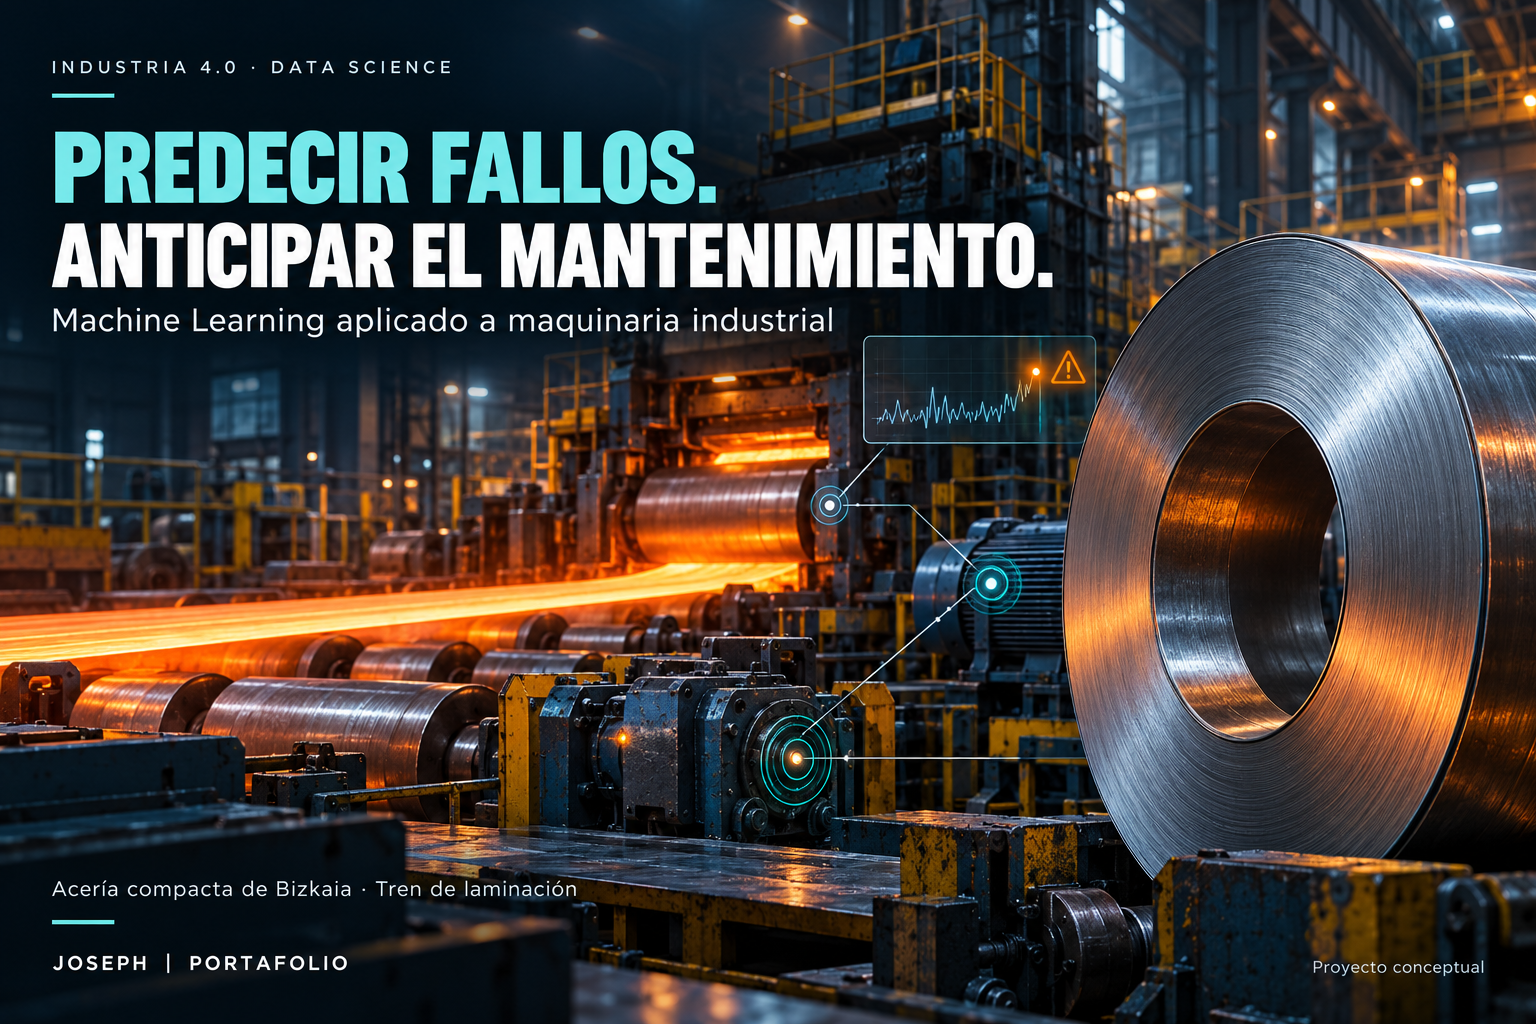 INDUSTRIA 4.0 · DATA SCIENCE
PREDECIR FALLOS.
ANTICIPAR EL MANTENIMIENTO.
Machine Learning aplicado a maquinaria industrial
Acería compacta de Bizkaia · Tren de laminación
JOSEPH | PORTAFOLIO
Proyecto conceptual